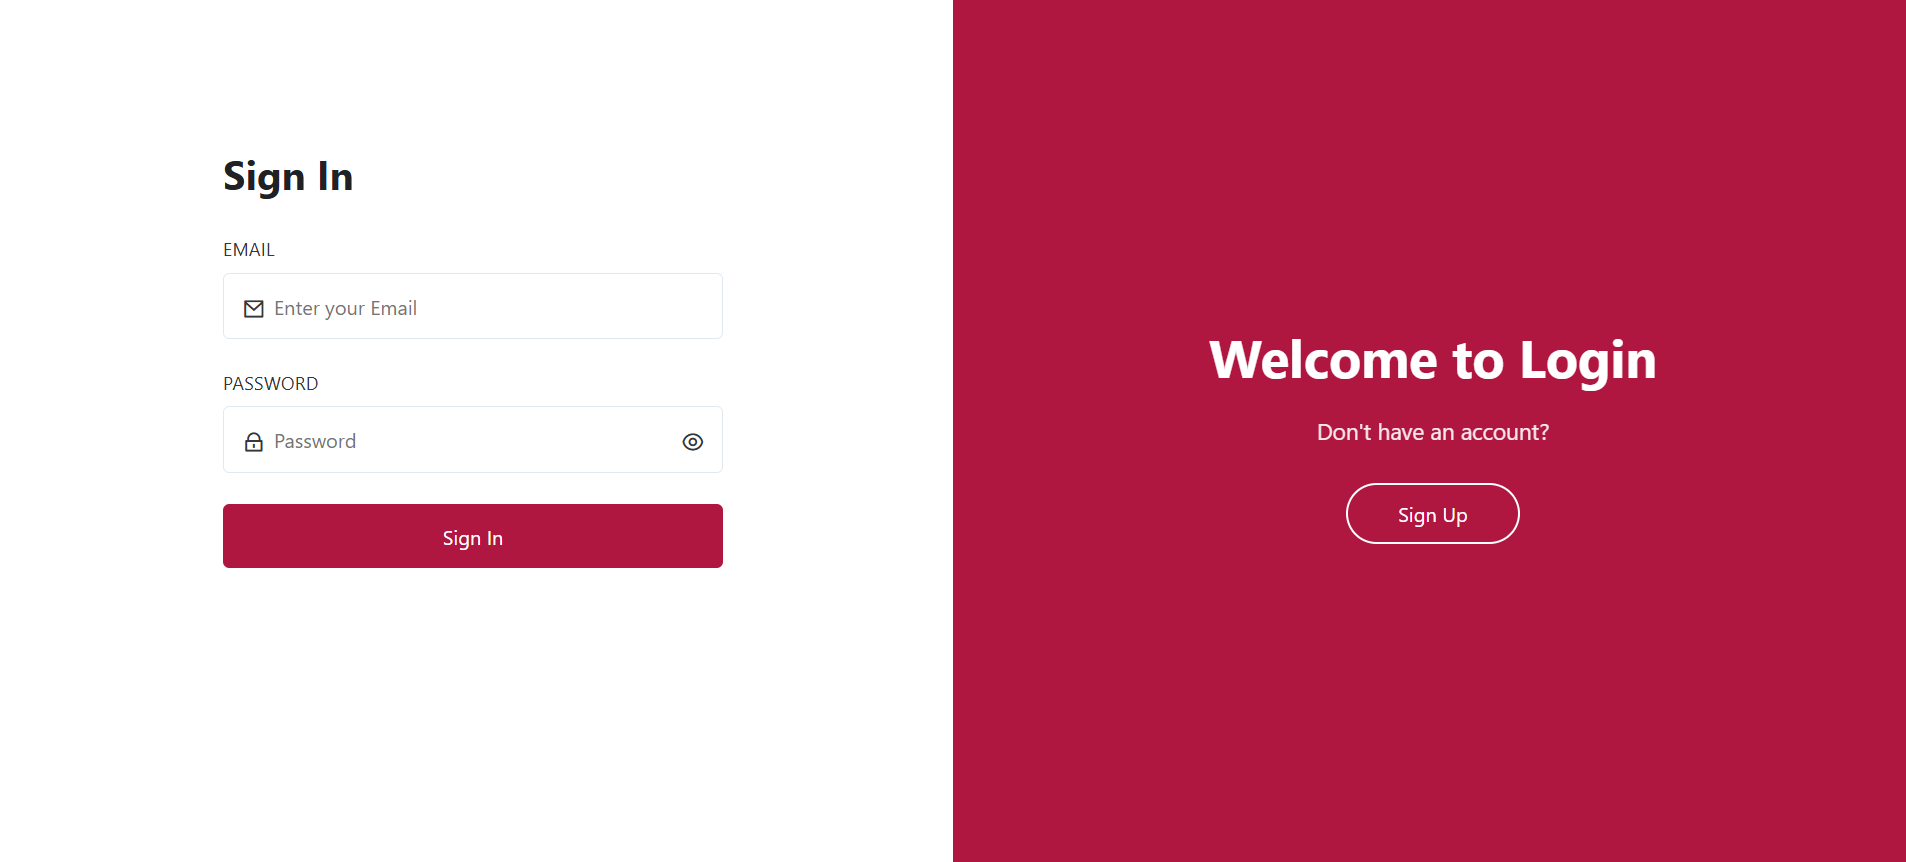 Sign In
EMAIL
Enter your Email
PASSWORD
Password
Sign In
Welcome to Login
Don't have an account?
Sign Up